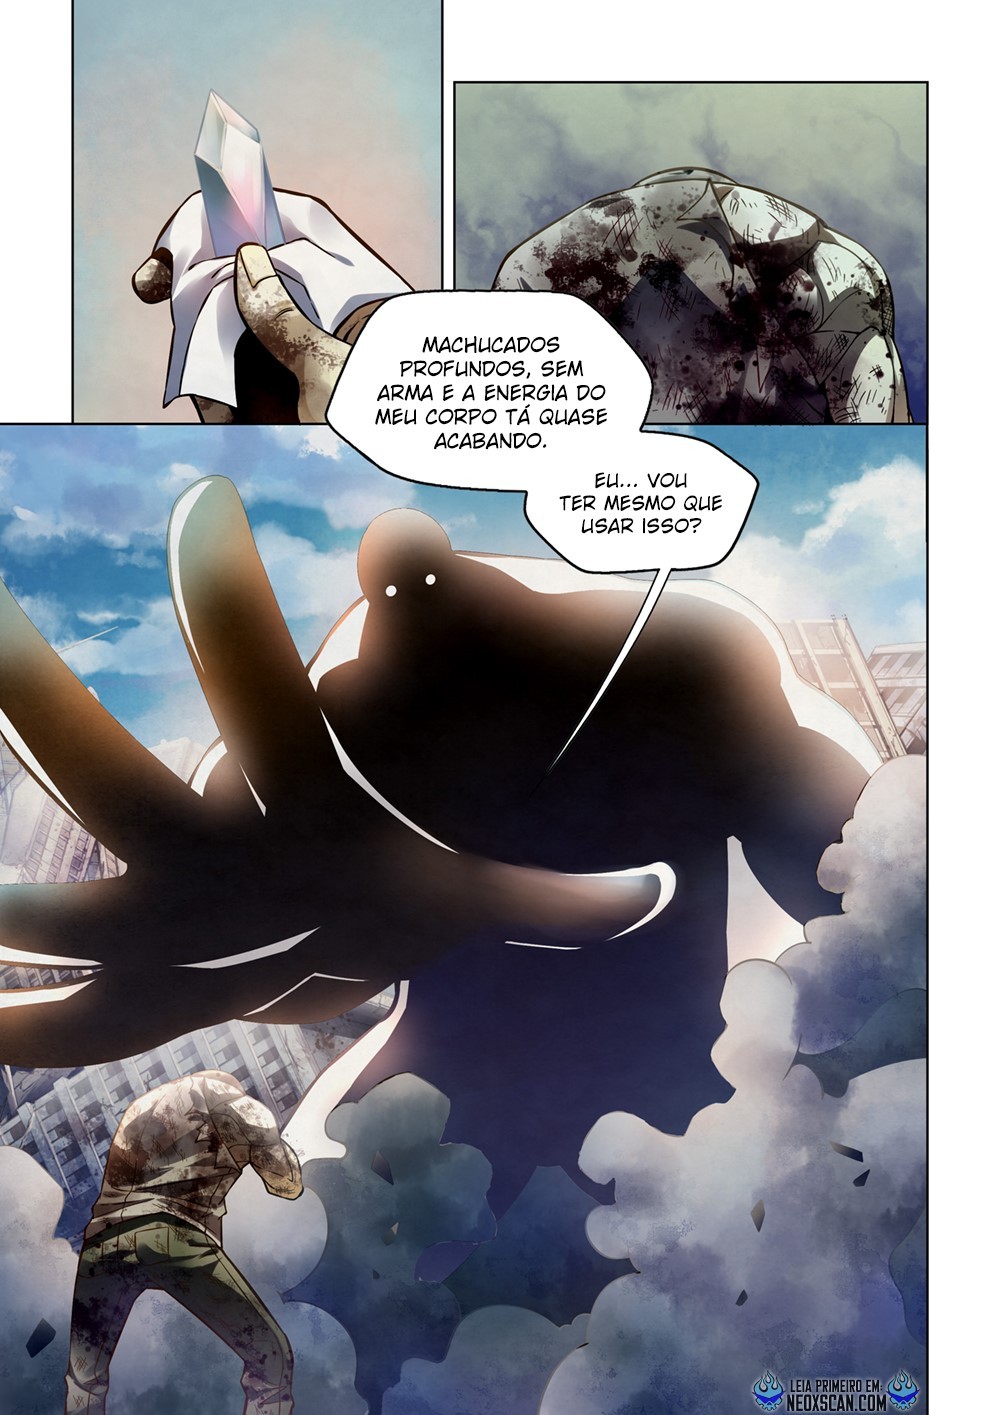 MACHUCADOS
PROFUNDOS, SEM
ARMA E A ENERGIA DO
MEU CORPO TÁ QUASE
ACABANDO.
EU... VOU
TER MESMO QUE
USAR ISSO?
LEIA PRIMEIRO EM:
NEOXSCAN.COM